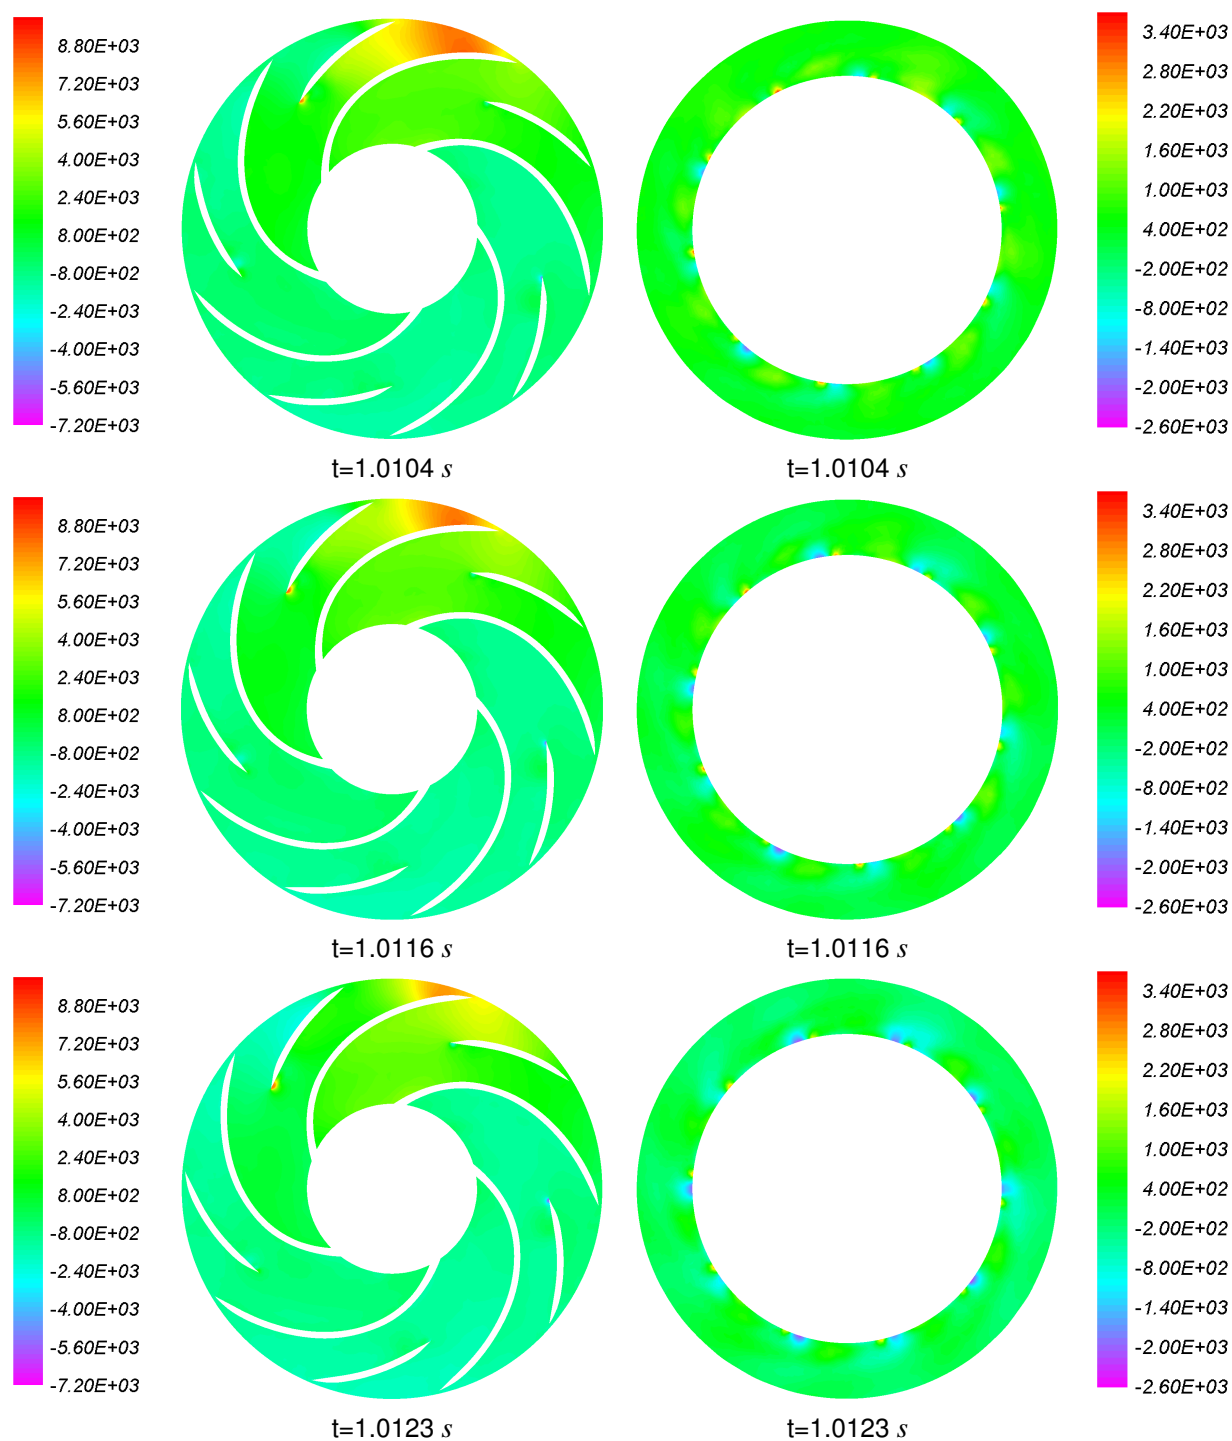 8.80E+03
7.20E+03
5.60E+03
4.00E+03
2.40E+03
8.00E+02
-8.00E+02
-2.40E+03
-4.00E+03
-5.60E+03
-7.20E+03
3.40E+03
2.80E+03
2.20E+03
1.60E+03
1.00E+03
4.00E+02
-2.00E+02
-8.00E+02
-1.40E+03
-2.00E+03
-2.60E+03
t=1.0104 s
t=1.0104 s
8.80E+03
7.20E+03
5.60E+03
4.00E+03
2.40E+03
8.00E+02
-8.00E+02
-2.40E+03
-4.00E+03
-5.60E+03
-7.20E+03
3.40E+03
2.80E+03
2.20E+03
1.60E+03
1.00E+03
4.00E+02
-2.00E+02
-8.00E+02
-1.40E+03
-2.00E+03
-2.60E+03
t=1.0116 s
t=1.0116 s
8.80E+03
7.20E+03
5.60E+03
4.00E+03
2.40E+03
8.00E+02
-8.00E+02
-2.40E+03
-4.00E+03
-5.60E+03
-7.20E+03
3.40E+03
2.80E+03
2.20E+03
1.60E+03
1.00E+03
4.00E+02
-2.00E+02
-8.00E+02
-1.40E+03
-2.00E+03
-2.60E+03
t=1.0123 s
t=1.0123 s